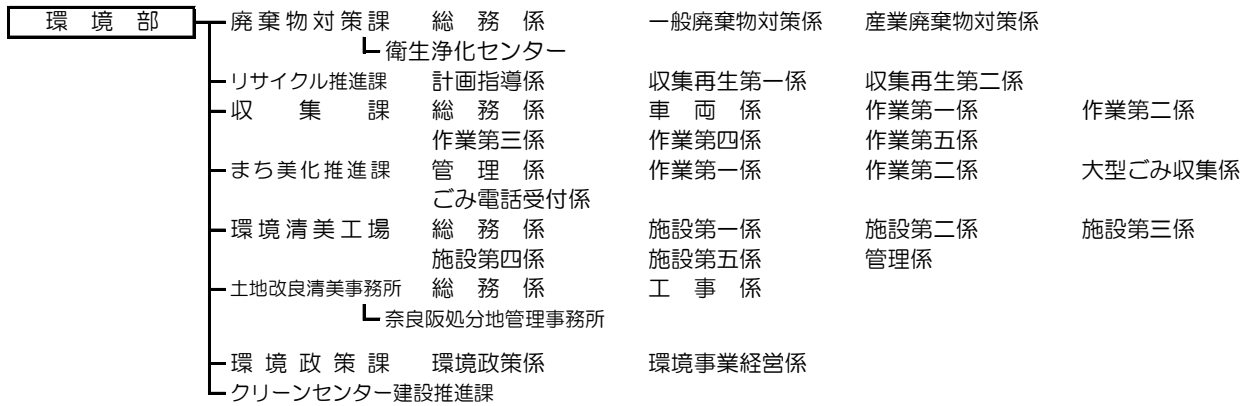 環境部 廃棄物対策課 総務係 一般廃棄物対策係 産業廃棄物対策係
衛生浄化センター
リサイクル推進課 計画指導係 収集再生第一係 収集再生第二係
収集課 総務係 車両係 作業第一係 作業第二係
作業第三係 作業第四係 作業第五係
まち美化推進課 管理係 作業第一係 作業第二係 大型ごみ収集係
ごみ電話受付係
環境清美工場 総務係 施設第一係 施設第二係 施設第三係
施設第四係 施設第五係 管理係
土地改良清美事務所 総務係 工事係
奈良阪処分地管理事務所
環境政策課 環境政策係 環境事業経営係
クリーンセンター建設推進課